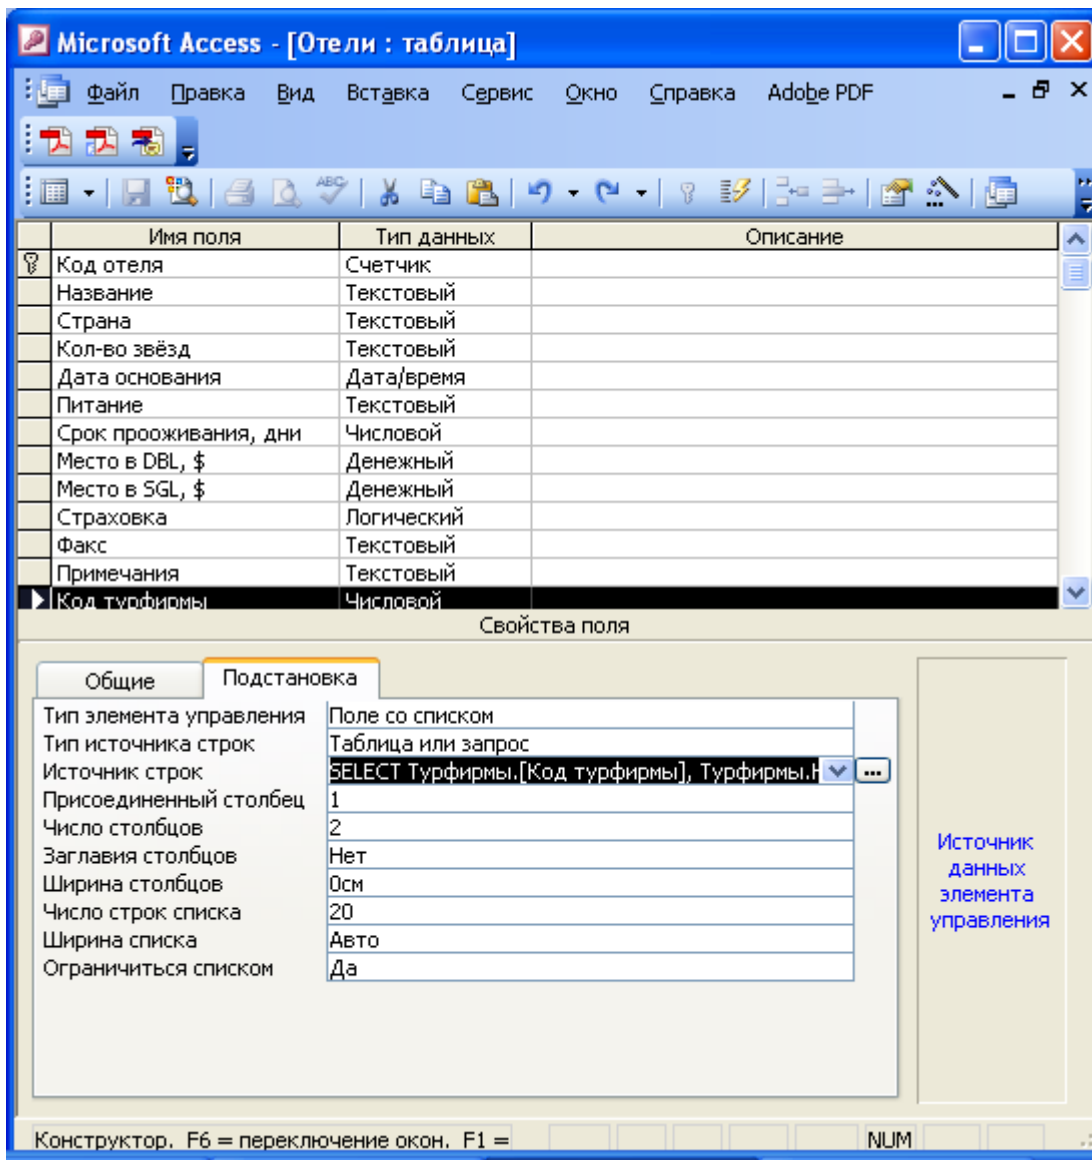 Microsoft Access - [Отели : таблица]
Файл Правка Вид Вставка Сервис Окно Справка Adobe PDF
ABC
Имя поля Тип данных Описание
Код отеля Счетчик
Название Текстовый
Страна Текстовый
Кол-во звёзд Текстовый
Дата основания Дата/время
Питание Текстовый
Срок прооживания, дни Числовой
Место в DBL, $ Денежный
Место в SGL, $ Денежный
Страховка Логический
Факс Текстовый
Примечания Текстовый
Код турфирмы Числовой
Свойства поля
Общие Подстановка
Тип элемента управления Поле со списком
Тип источника строк Таблица или запрос
Источник строк SELECT Турфирмы.[Код турфирмы], Турфирмы.Н ...
Присоединенный столбец 1
Число столбцов 2
Заглавия столбцов Нет
Ширина столбцов 0см
Число строк списка 20
Ширина списка Авто
Ограничиться списком Да
Источник
данных
элемента
управления
Конструктор. F6 = переключение окон. F1 = NUM